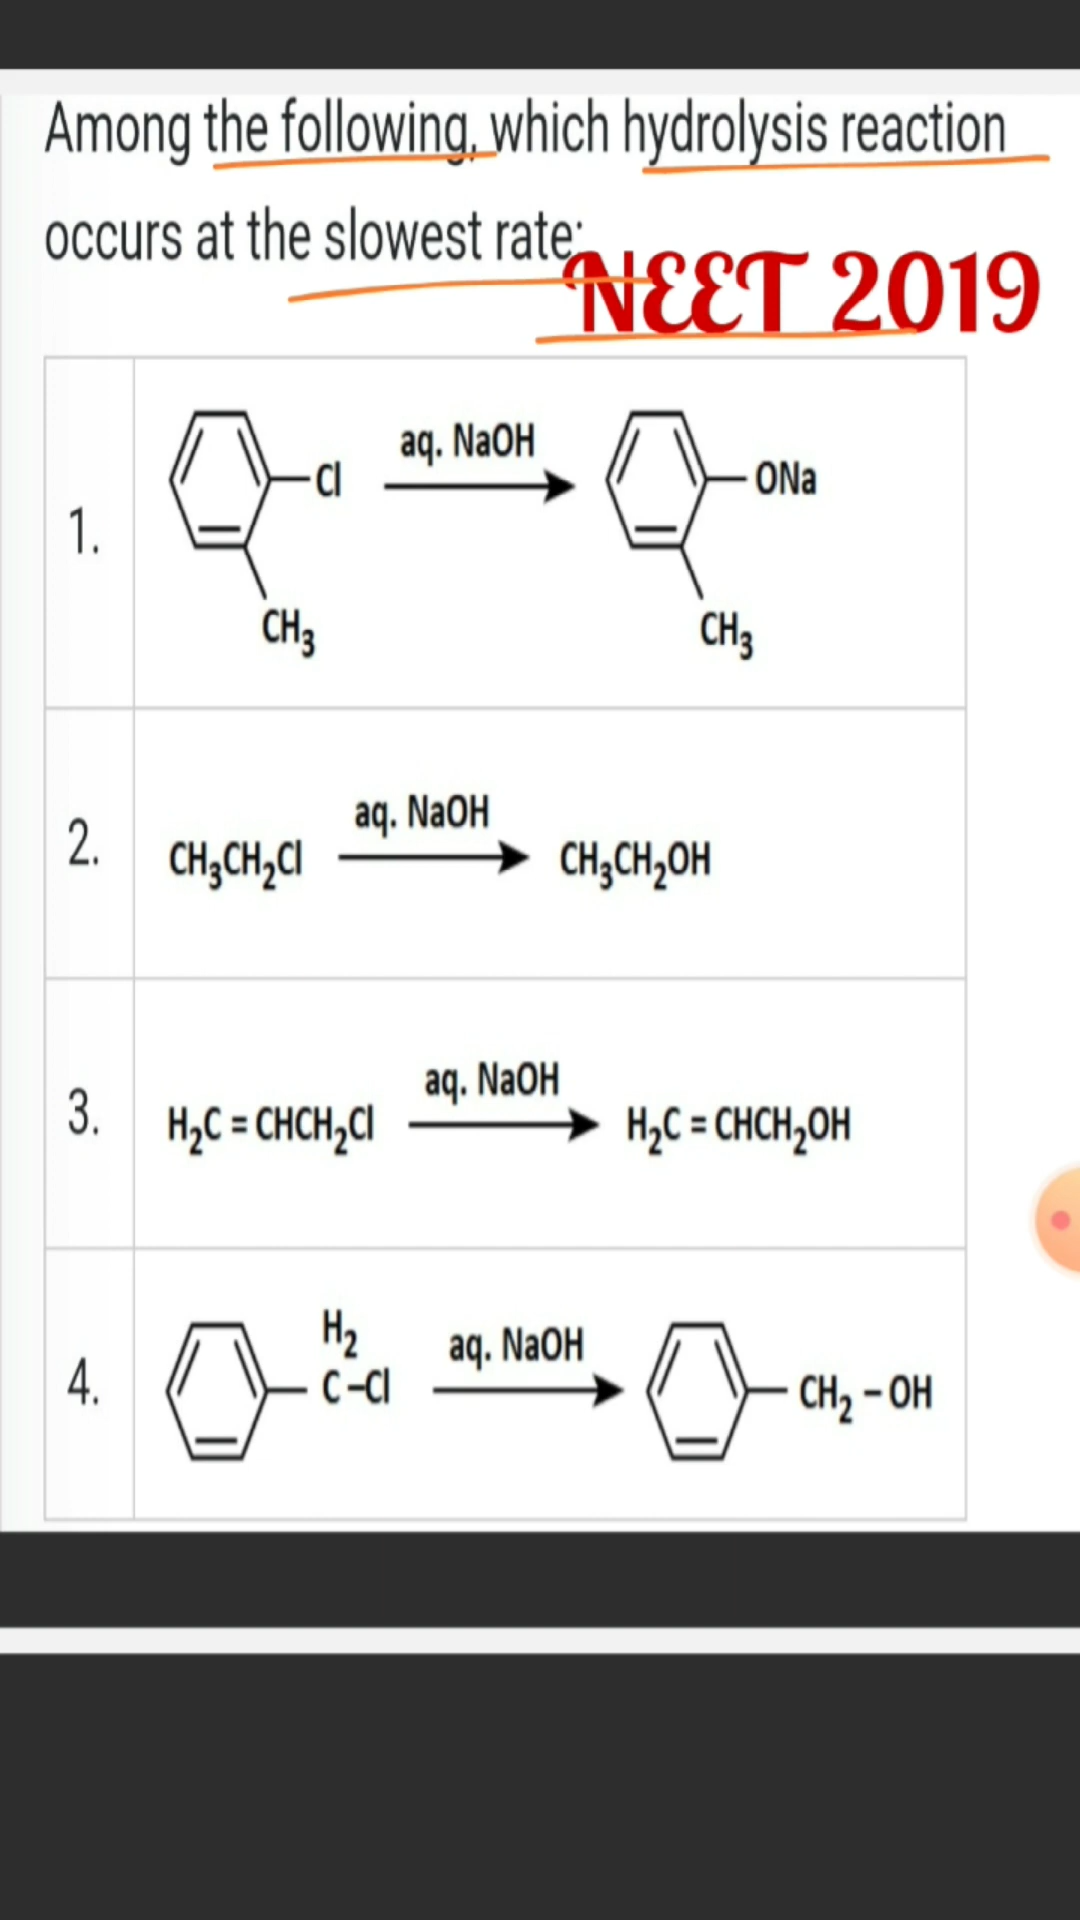 Among the following, which hydrolysis reaction
occurs at the slowest rate:
NEET 2019
1.
Cl
aq. NaOH
ONa
CH₃
CH₃
2.
CH₃CH₂Cl
aq. NaOH
CH₃CH₂OH
3.
H₂C = CHCH₂Cl
aq. NaOH
H₂C = CHCH₂OH
4.
H₂
C–Cl
aq. NaOH
CH₂ – OH